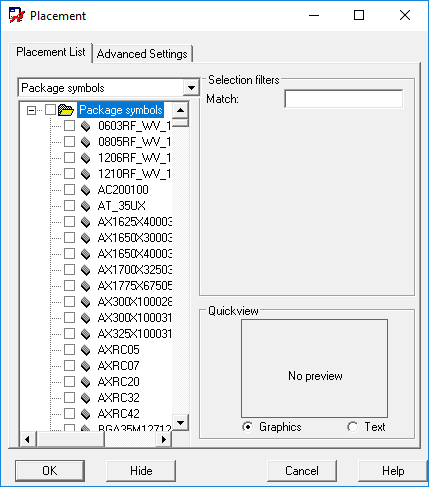 Placement
Placement List
Advanced Settings
Package symbols
Package symbols
0603RF_WV_1
0805RF_WV_1
1206RF_WV_1
1210RF_WV_1
AC200100
AT_35UX
AX1625X40003
AX1650X30003
AX1650X40003
AX1700X32503
AX1775X67505
AX300X100028
AX300X100031
AX325X100031
AXRC05
AXRC07
AXRC20
AXRC32
AXRC42
BGA35M12712
Selection filters
Match:
Quickview
No preview
Graphics
Text
OK
Hide
Cancel
Help